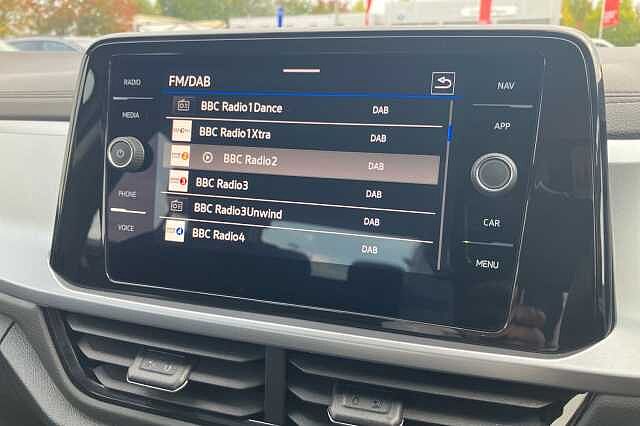 RADIO
MEDIA
PHONE
VOICE
FM/DAB
BBC Radio1Dance DAB
BBC Radio1Xtra DAB
BBC Radio2 DAB
BBC Radio3 DAB
BBC Radio3Unwind DAB
BBC Radio4 DAB
NAV
APP
CAR
MENU